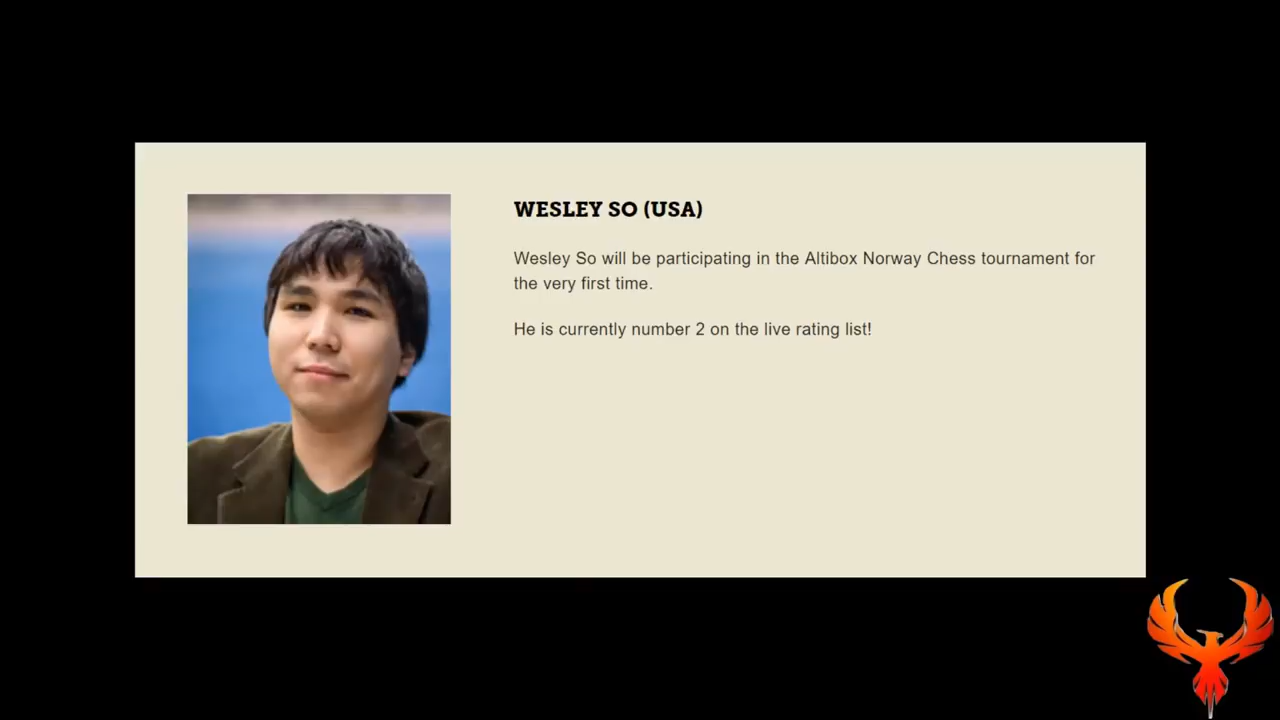 WESLEY SO (USA)
Wesley So will be participating in the Altibox Norway Chess tournament for
the very first time.
He is currently number 2 on the live rating list!